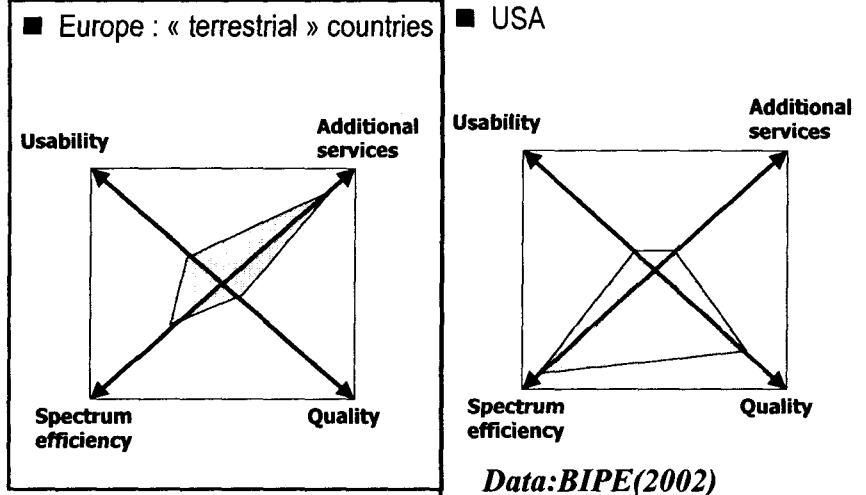 ■ Europe : « terrestrial » countries
Usability
Additional
services
Spectrum
efficiency
Quality
■ USA
Usability
Additional
services
Spectrum
efficiency
Quality
Data:BIPE(2002)